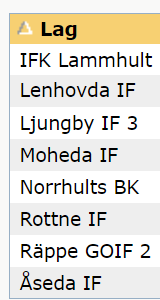 Lag
IFK Lammhult
Lenhovda IF
Ljungby IF 3
Moheda IF
Norrhults BK
Rottne IF
Räppe GOIF 2
Åseda IF